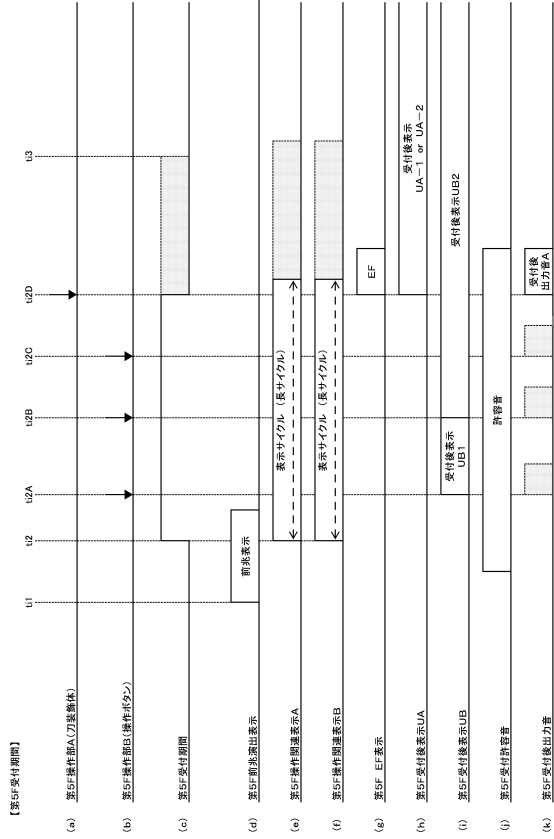 【第5F受付期間】
ti1
ti2
ti2A
ti2B
ti2C
ti2D
ti3
(a) 第5F操作部A(刀装飾体)
(b) 第5F操作部B(操作ボタン)
(c) 第5F受付期間
(d) 第5F前兆演出表示
前兆表示
(e) 第5F操作関連表示A
表示サイクル（長サイクル）
(f) 第5F操作関連表示B
表示サイクル（長サイクル）
(g) 第5F EF表示
EF
(h) 第5F受付後表示UA
受付後表示
UA－1 or UA－2
(i) 第5F受付後表示UB
受付後表示
UB1
受付後表示UB2
(j) 第5F受付許容音
許容音
(k) 第5F受付後出力音
受付後
出力音A